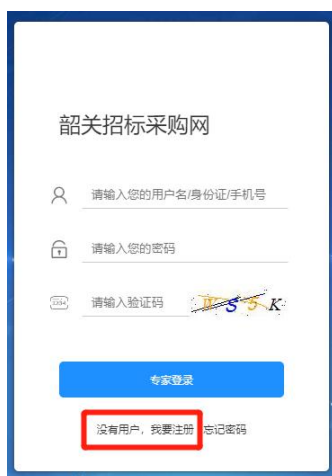 韶关招标采购网
请输入您的用户名/身份证/手机号
请输入您的密码
请输入验证码
专家登录
没有用户，我要注册 忘记密码